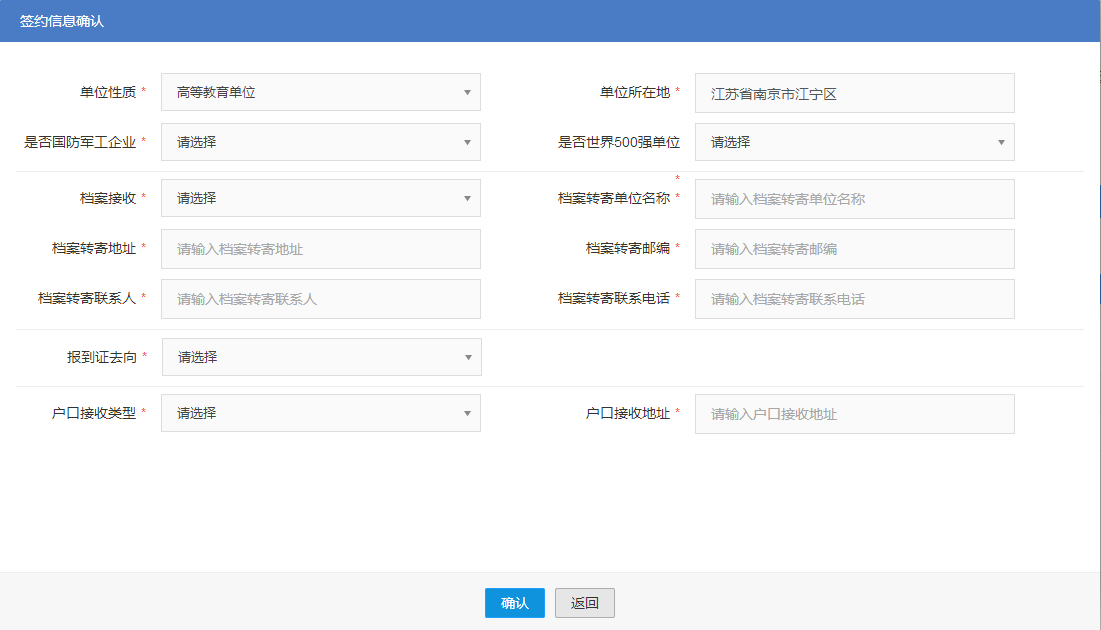 签约信息确认
单位性质 * 高等教育单位 单位所在地 * 江苏省南京市江宁区
是否国防军工企业 * 请选择 是否世界500强单位 请选择
*
档案接收 * 请选择 档案转寄单位名称 * 请输入档案转寄单位名称
档案转寄地址 * 请输入档案转寄地址 档案转寄邮编 * 请输入档案转寄邮编
档案转寄联系人 * 请输入档案转寄联系人 档案转寄联系电话 * 请输入档案转寄联系电话
报到证去向 * 请选择
户口接收类型 * 请选择 户口接收地址 * 请输入户口接收地址
确认 返回